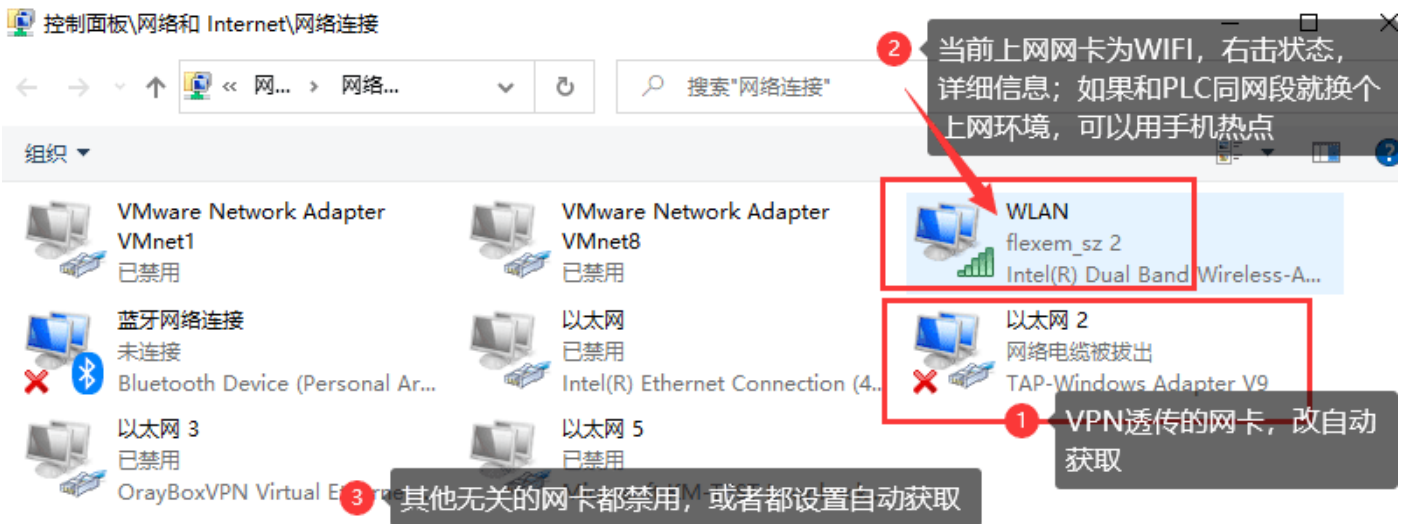 控制面板\网络和 Internet\网络连接
« 网... › 网络...
搜索"网络连接"
2
当前上网网卡为WIFI，右击状态，
详细信息；如果和PLC同网段就换个
上网环境，可以用手机热点
组织
VMware Network Adapter
VMnet1
已禁用
VMware Network Adapter
VMnet8
已禁用
WLAN
flexem_sz 2
Intel(R) Dual Band Wireless-A...
蓝牙网络连接
未连接
Bluetooth Device (Personal Ar...
以太网
已禁用
Intel(R) Ethernet Connection (4...
以太网 2
网络电缆被拔出
TAP-Windows Adapter V9
1
VPN透传的网卡，改自动
获取
以太网 3
已禁用
OrayBoxVPN Virtual
以太网 5
已禁用
3
其他无关的网卡都禁用，或者都设置自动获取